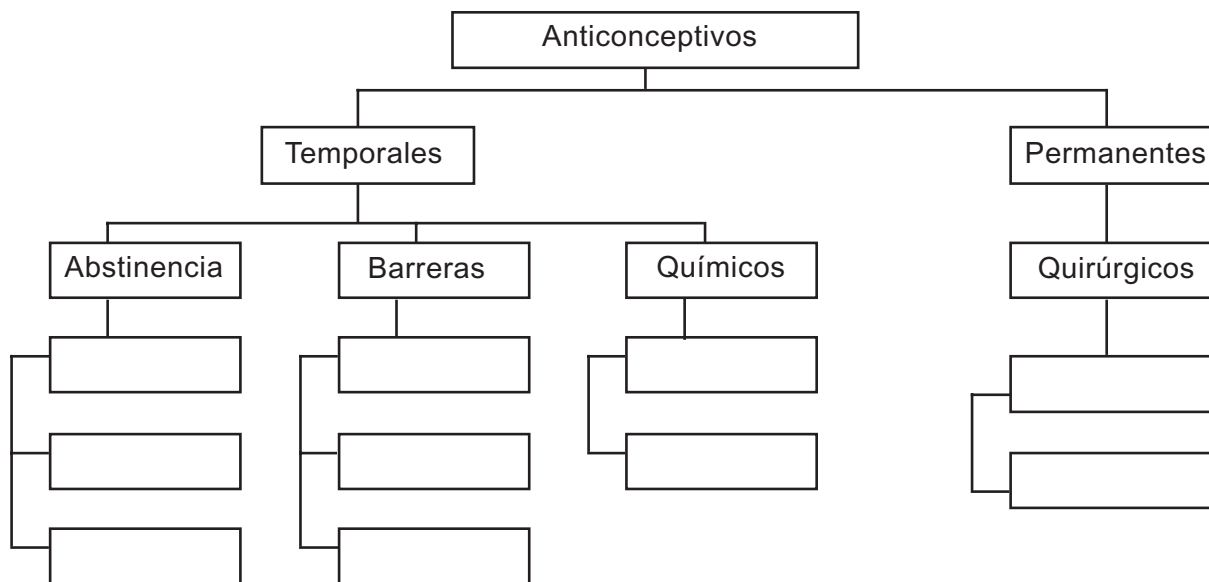 Anticonceptivos
Temporales
Permanentes
Abstinencia
Barreras
Químicos
Quirúrgicos